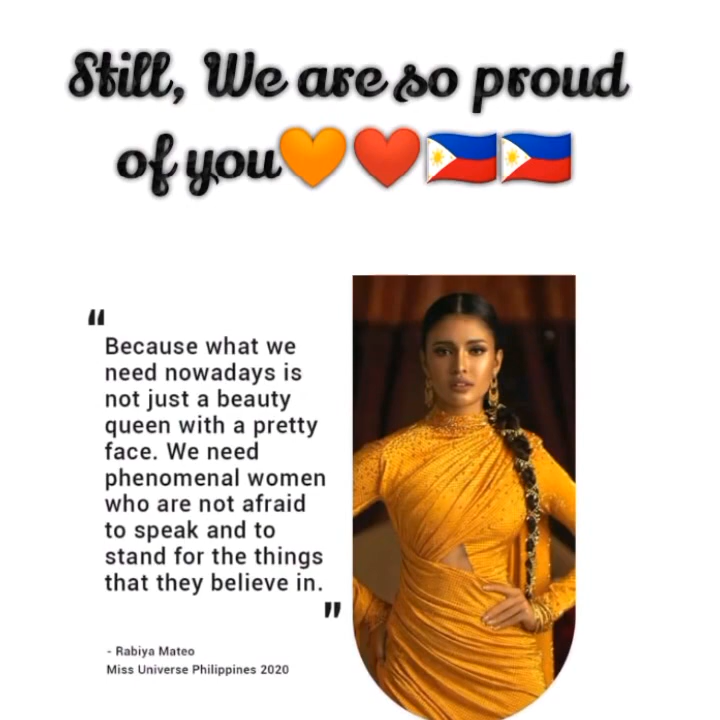 Still, We are so proud
of you🧡❤️🇵🇭🇵🇭
“
Because what we
need nowadays is
not just a beauty
queen with a pretty
face. We need
phenomenal women
who are not afraid
to speak and to
stand for the things
that they believe in.
”
- Rabiya Mateo
Miss Universe Philippines 2020